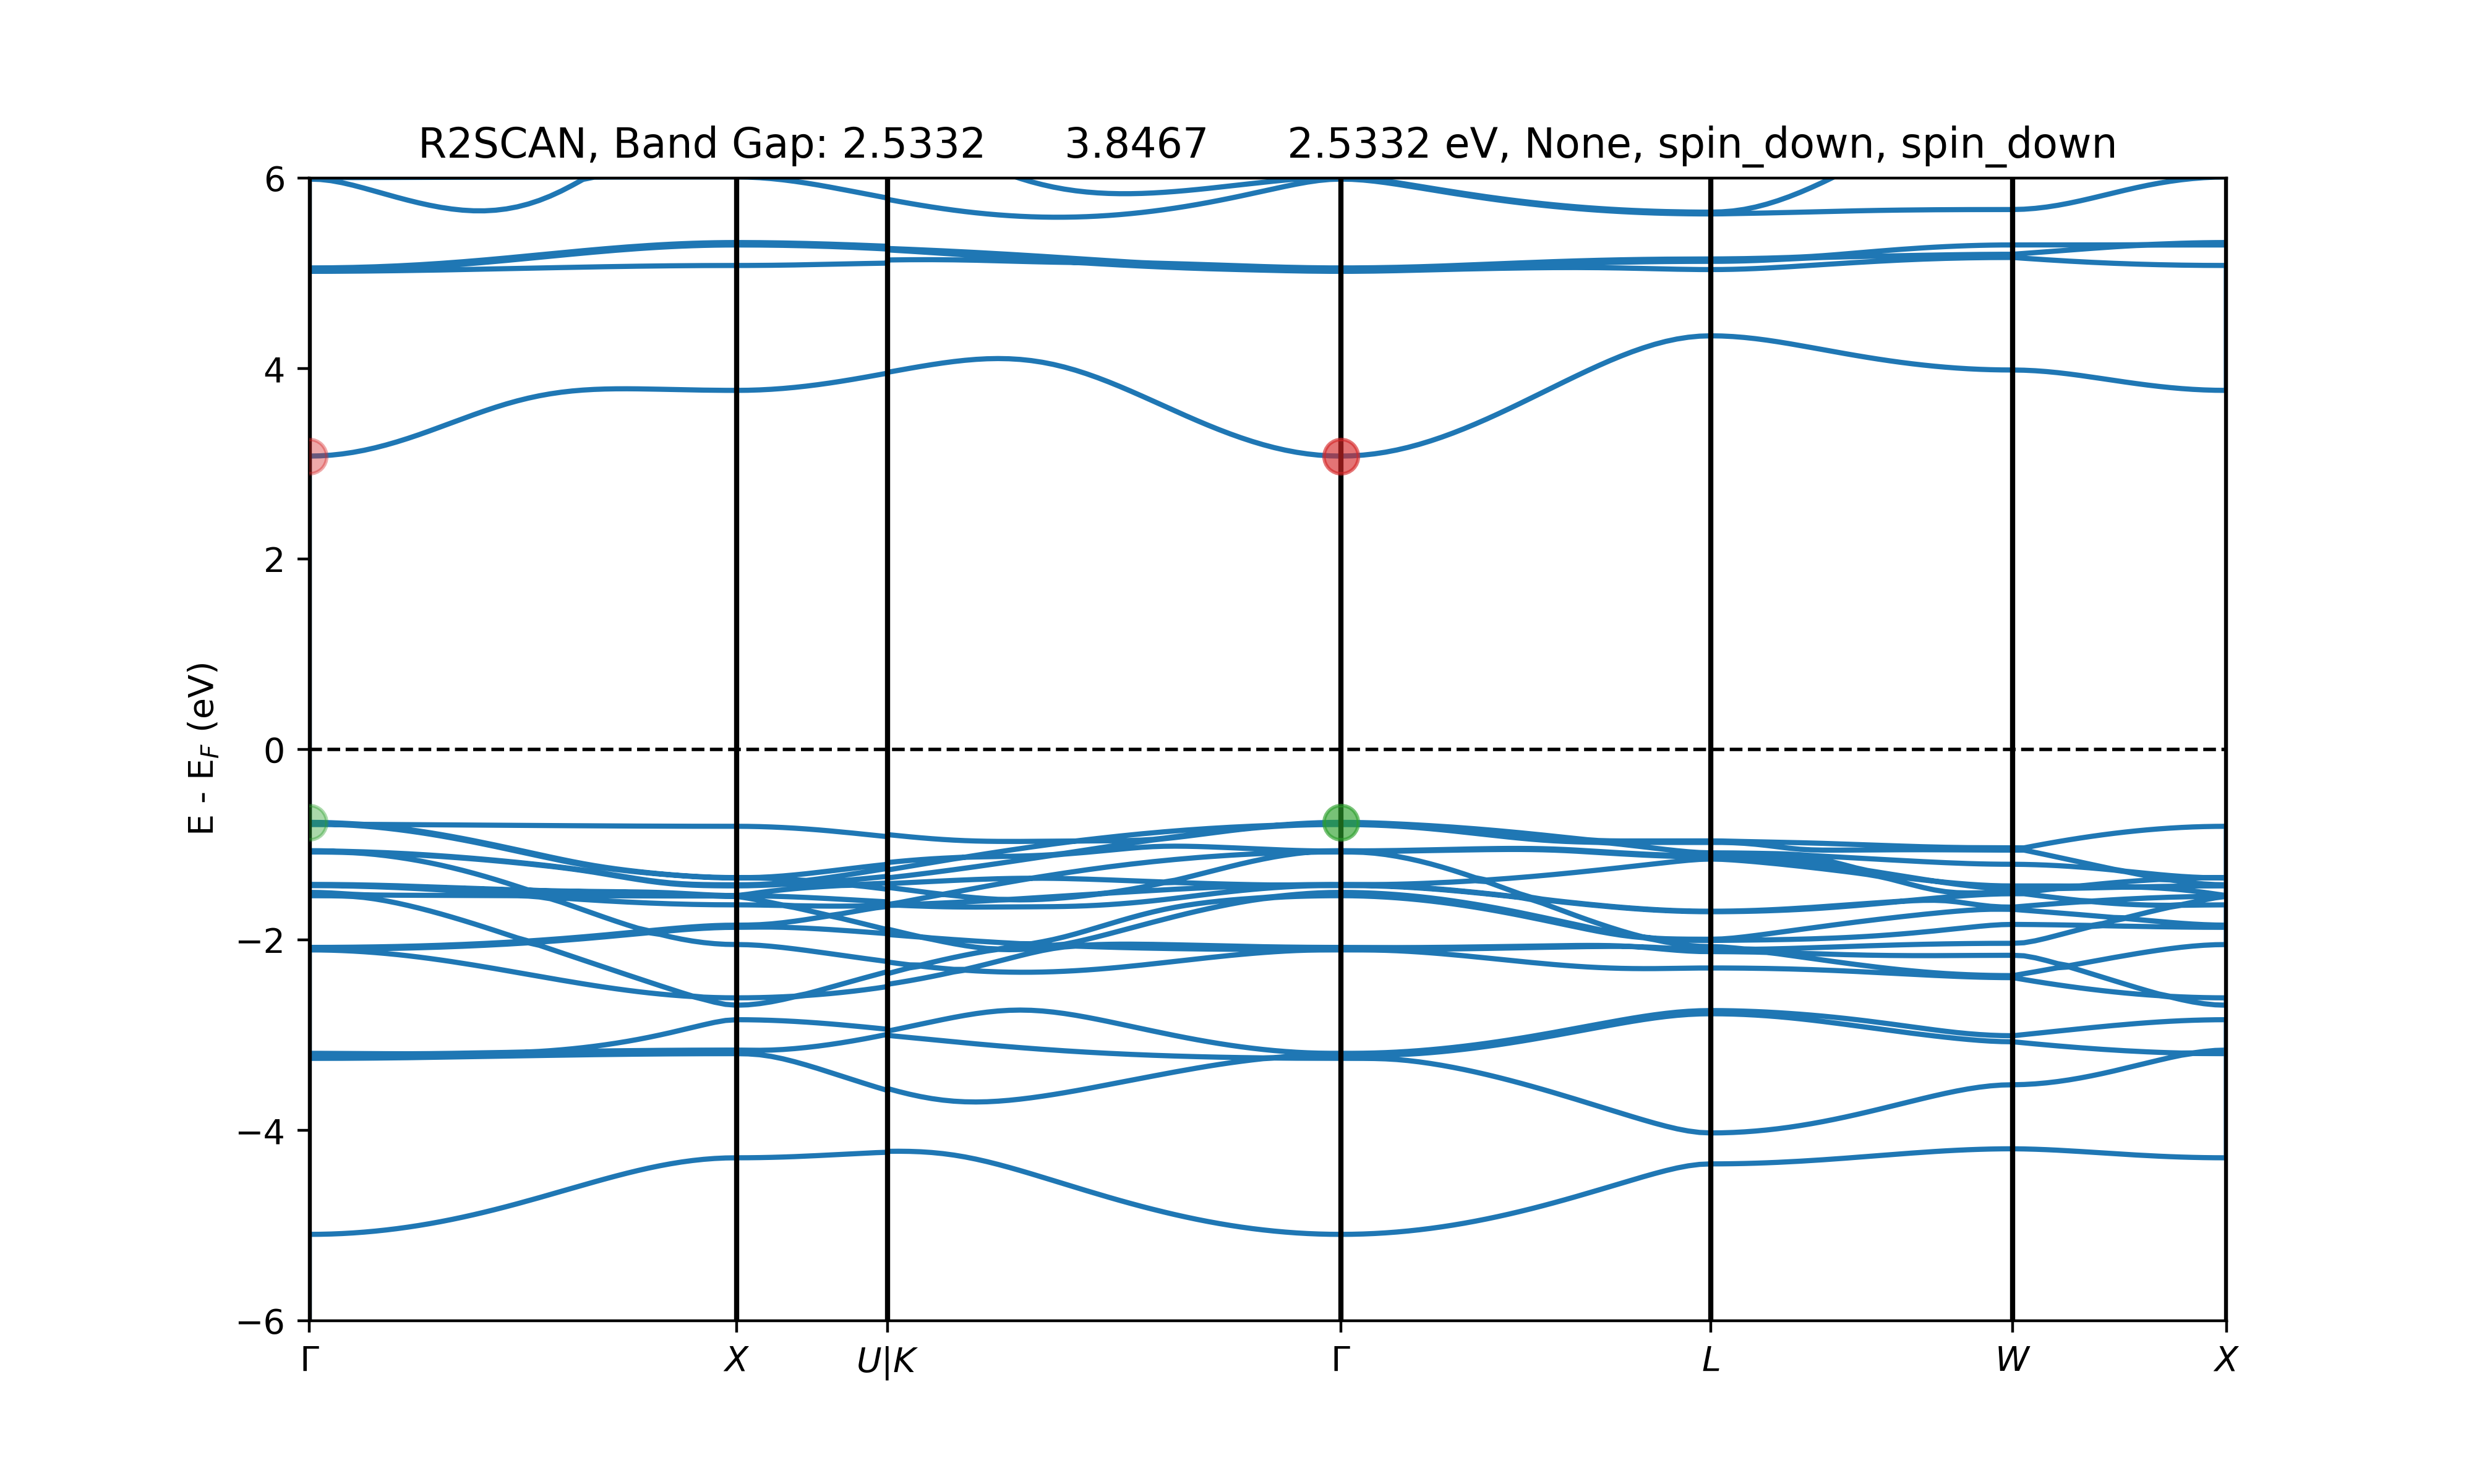 R2SCAN, Band Gap: 2.5332 3.8467 2.5332 eV, None, spin_down, spin_down
E - E_F (eV)
6
4
2
0
−2
−4
−6
Γ X U|K Γ L W X